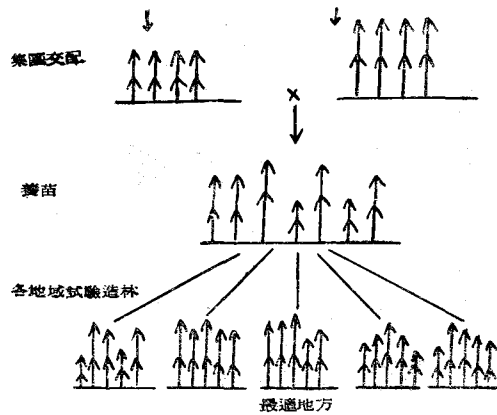 集團交配
×
養苗
各地域試驗造林
最適地方